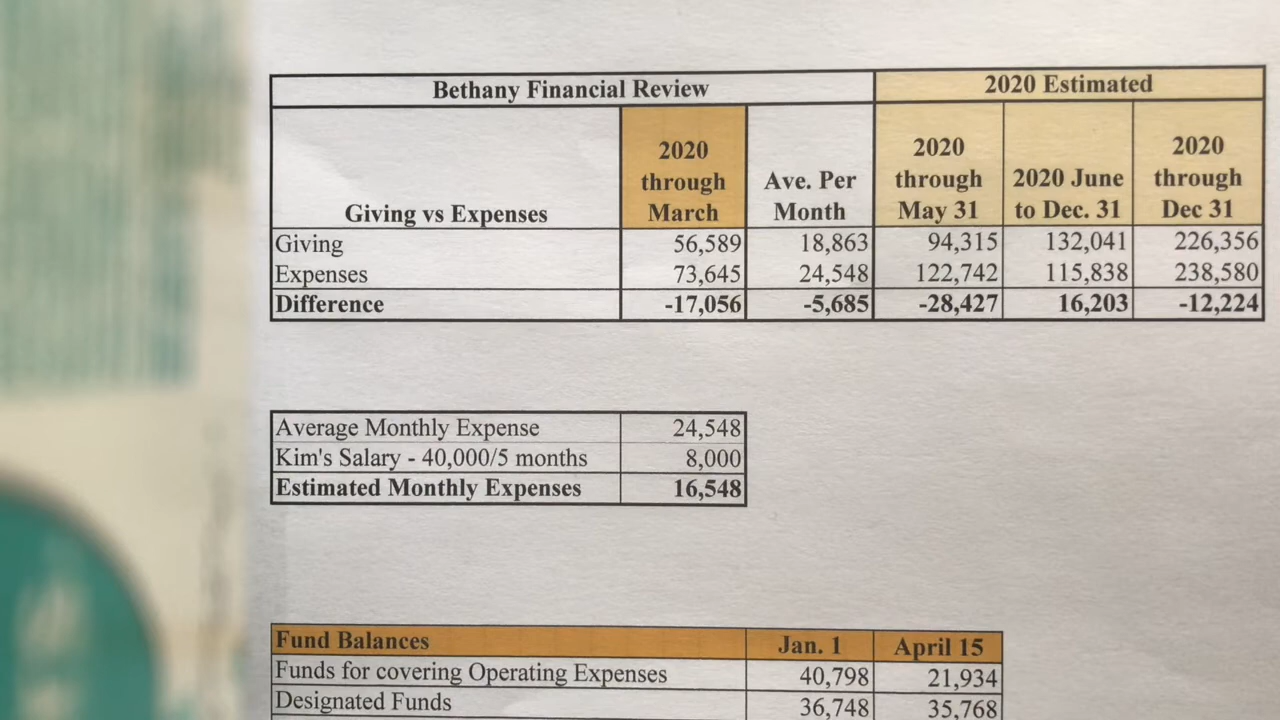 Bethany Financial Review 2020 Estimated
Giving vs Expenses 2020 through March Ave. Per Month 2020 through May 31 2020 June to Dec. 31 2020 through Dec 31
Giving 56,589 18,863 94,315 132,041 226,356
Expenses 73,645 24,548 122,742 115,838 238,580
Difference -17,056 -5,685 -28,427 16,203 -12,224
Average Monthly Expense 24,548
Kim's Salary - 40,000/5 months 8,000
Estimated Monthly Expenses 16,548
Fund Balances Jan. 1 April 15
Funds for covering Operating Expenses 40,798 21,934
Designated Funds 36,748 35,768